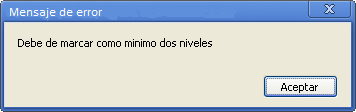 Mensaje de error
Debe de marcar como minimo dos niveles
Aceptar